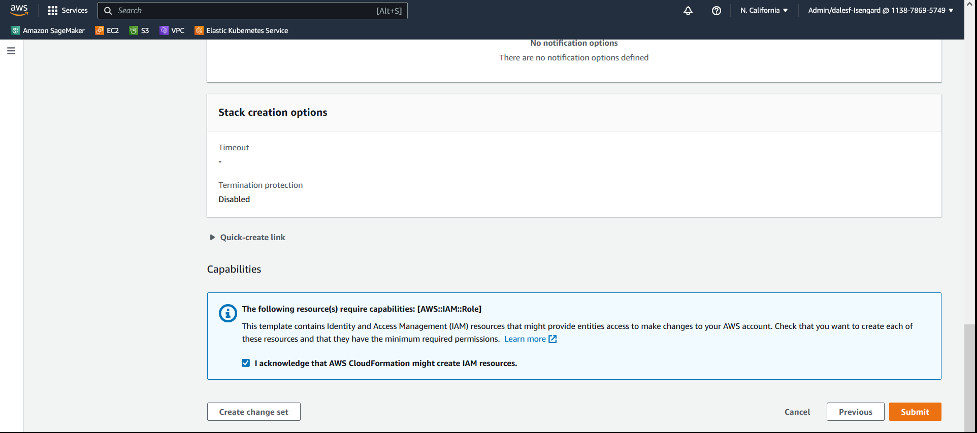 aws Services Search [Alt+S] N. California Admin/dalesf-Isengard @ 1138-7869-5749
Amazon SageMaker EC2 S3 VPC Elastic Kubernetes Service
No notification options
There are no notification options defined
Stack creation options
Timeout
-
Termination protection
Disabled
Quick-create link
Capabilities
The following resource(s) require capabilities: [AWS::IAM::Role]
This template contains Identity and Access Management (IAM) resources that might provide entities access to make changes to your AWS account. Check that you want to create each of
these resources and that they have the minimum required permissions. Learn more
I acknowledge that AWS CloudFormation might create IAM resources.
Create change set Cancel Previous Submit